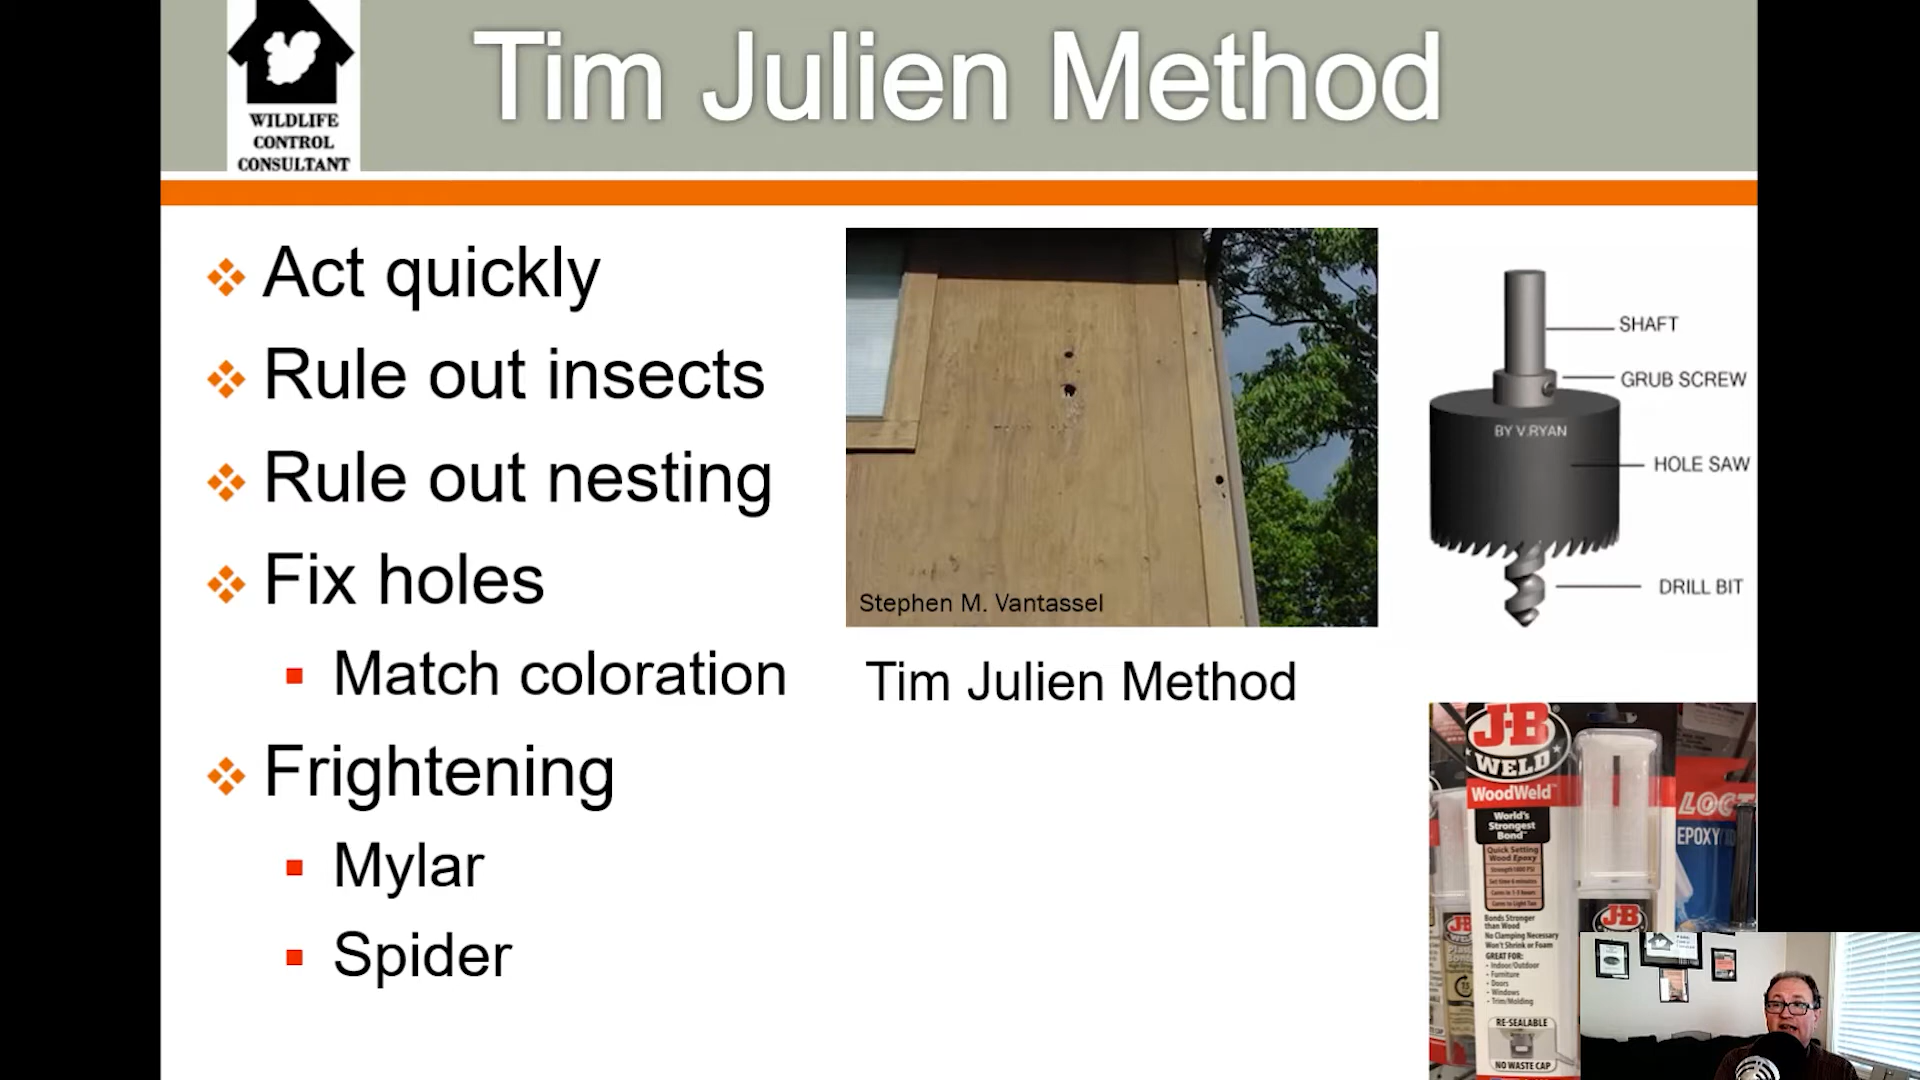 WILDLIFE
CONTROL
CONSULTANT
Tim Julien Method
Act quickly
Rule out insects
Rule out nesting
Fix holes
Match coloration
Frightening
Mylar
Spider
Stephen M. Vantassel
Tim Julien Method
SHAFT
GRUB SCREW
BY V.RYAN
HOLE SAW
DRILL BIT
J-B
WELD
WoodWeld
World's
Strongest
Bond
Quick Setting
Wood Epoxy
Strength 1800 PSI
Set time 6 minutes
Cures in 1-3 hours
Cures to Light Tan
Bonds Stronger
than Wood
No Clamping Necessary
Won't Shrink or Foam
GREAT FOR:
• Indoor/Outdoor
• Furniture
• Doors
• Windows
• Trim/Molding
RE-SEALABLE
NO WASTE CAP
J-B
EPOXY